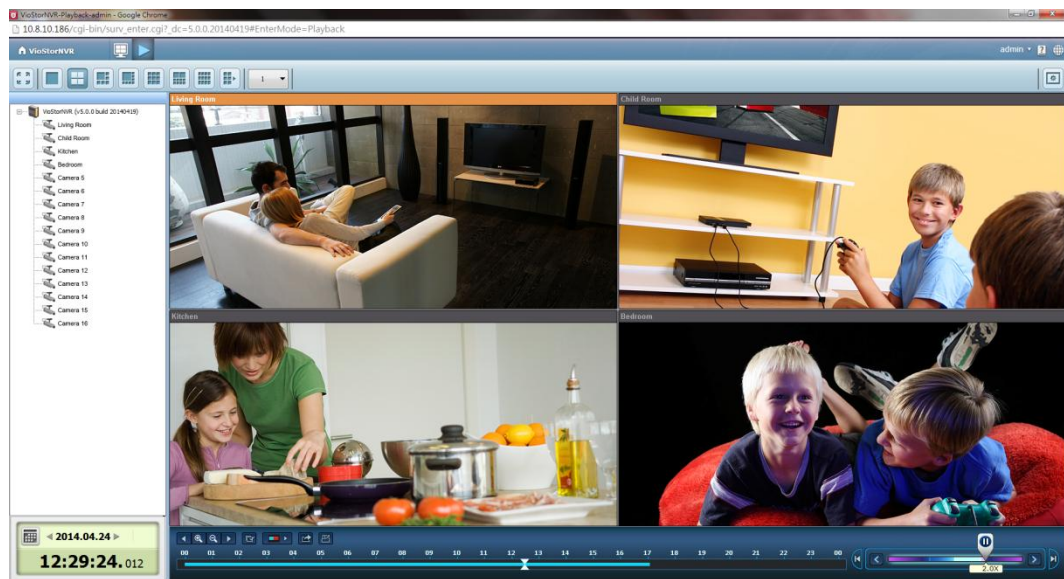 VioStorNVR-Playback-admin - Google Chrome
10.8.10.186/cgi-bin/surv_enter.cgi?_dc=5.0.0.20140419#EnterMode=Playback
VIOSTORNVR
admin
1
VioStorNVR (v5.0.0 build 20140419)
Living Room
Child Room
Kitchen
Bedroom
Camera 5
Camera 6
Camera 7
Camera 8
Camera 9
Camera 10
Camera 11
Camera 12
Camera 13
Camera 14
Camera 15
Camera 16
Living Room
Child Room
Kitchen
Bedroom
2014.04.24
12:29:24.012
00 01 02 03 04 05 06 07 08 09 10 11 12 13 14 15 16 17 18 19 20 21 22 23 00
2.0X